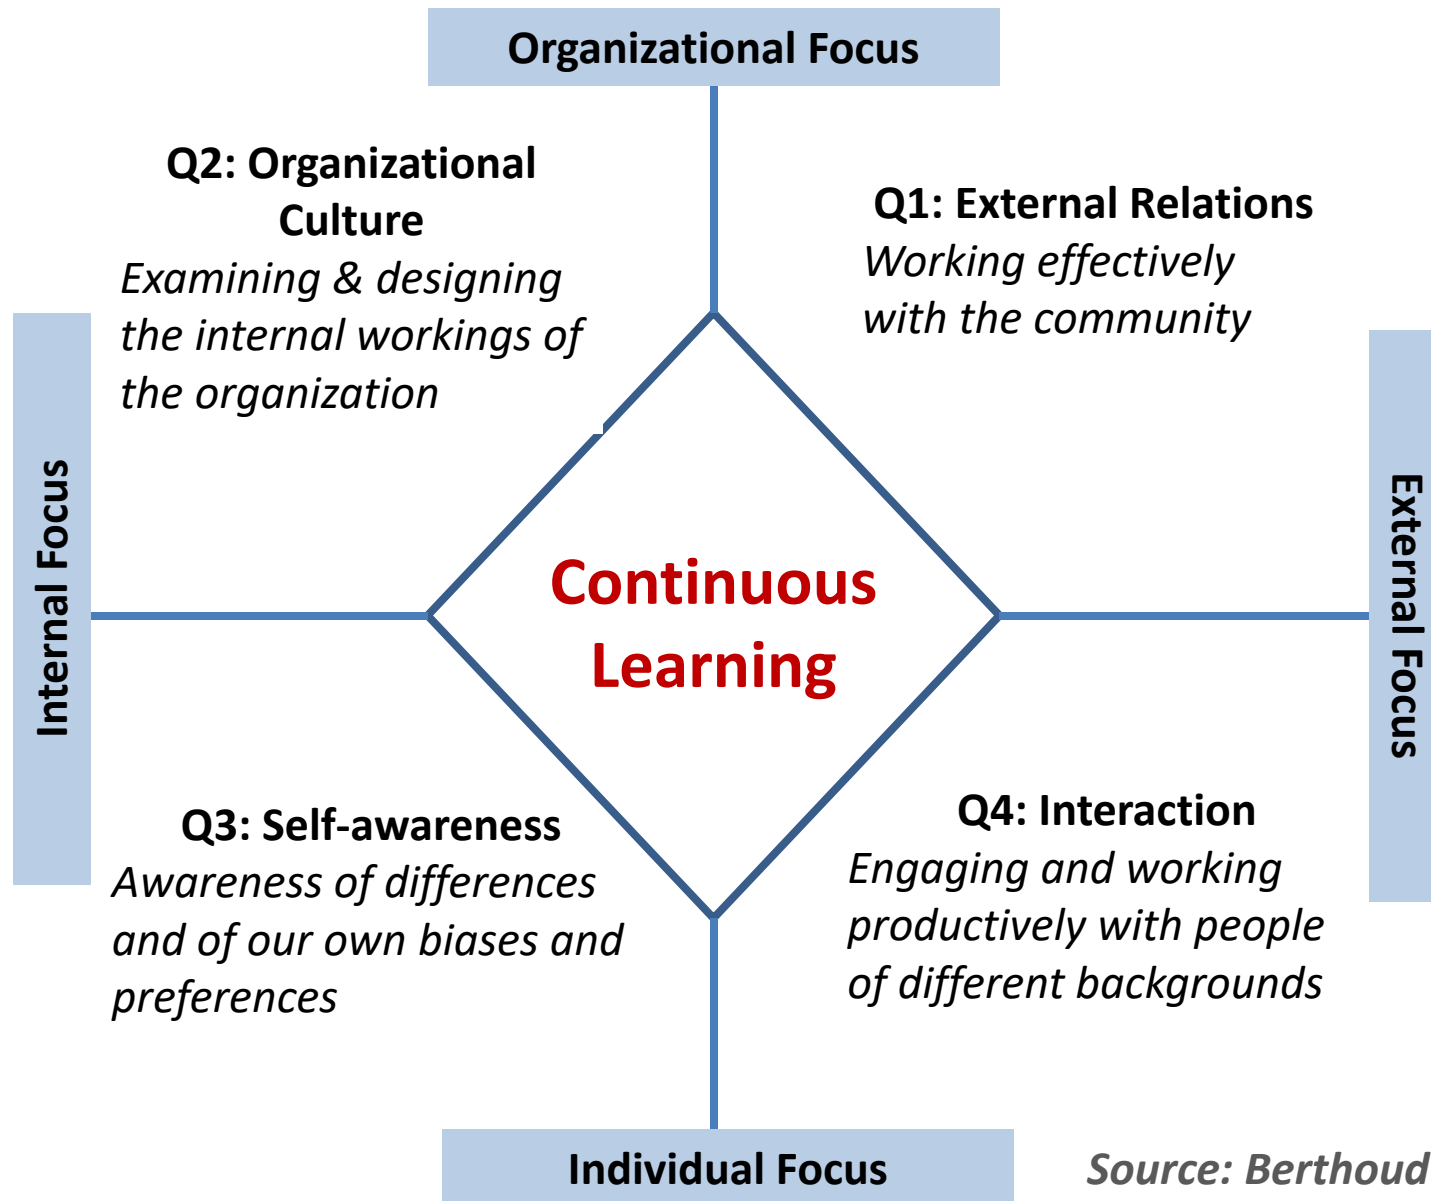 Organizational Focus
Q2: Organizational
Culture
Examining & designing
the internal workings of
the organization
Q1: External Relations
Working effectively
with the community
Internal Focus
External Focus
Continuous
Learning
Q3: Self-awareness
Awareness of differences
and of our own biases and
preferences
Q4: Interaction
Engaging and working
productively with people
of different backgrounds
Individual Focus
Source: Berthoud